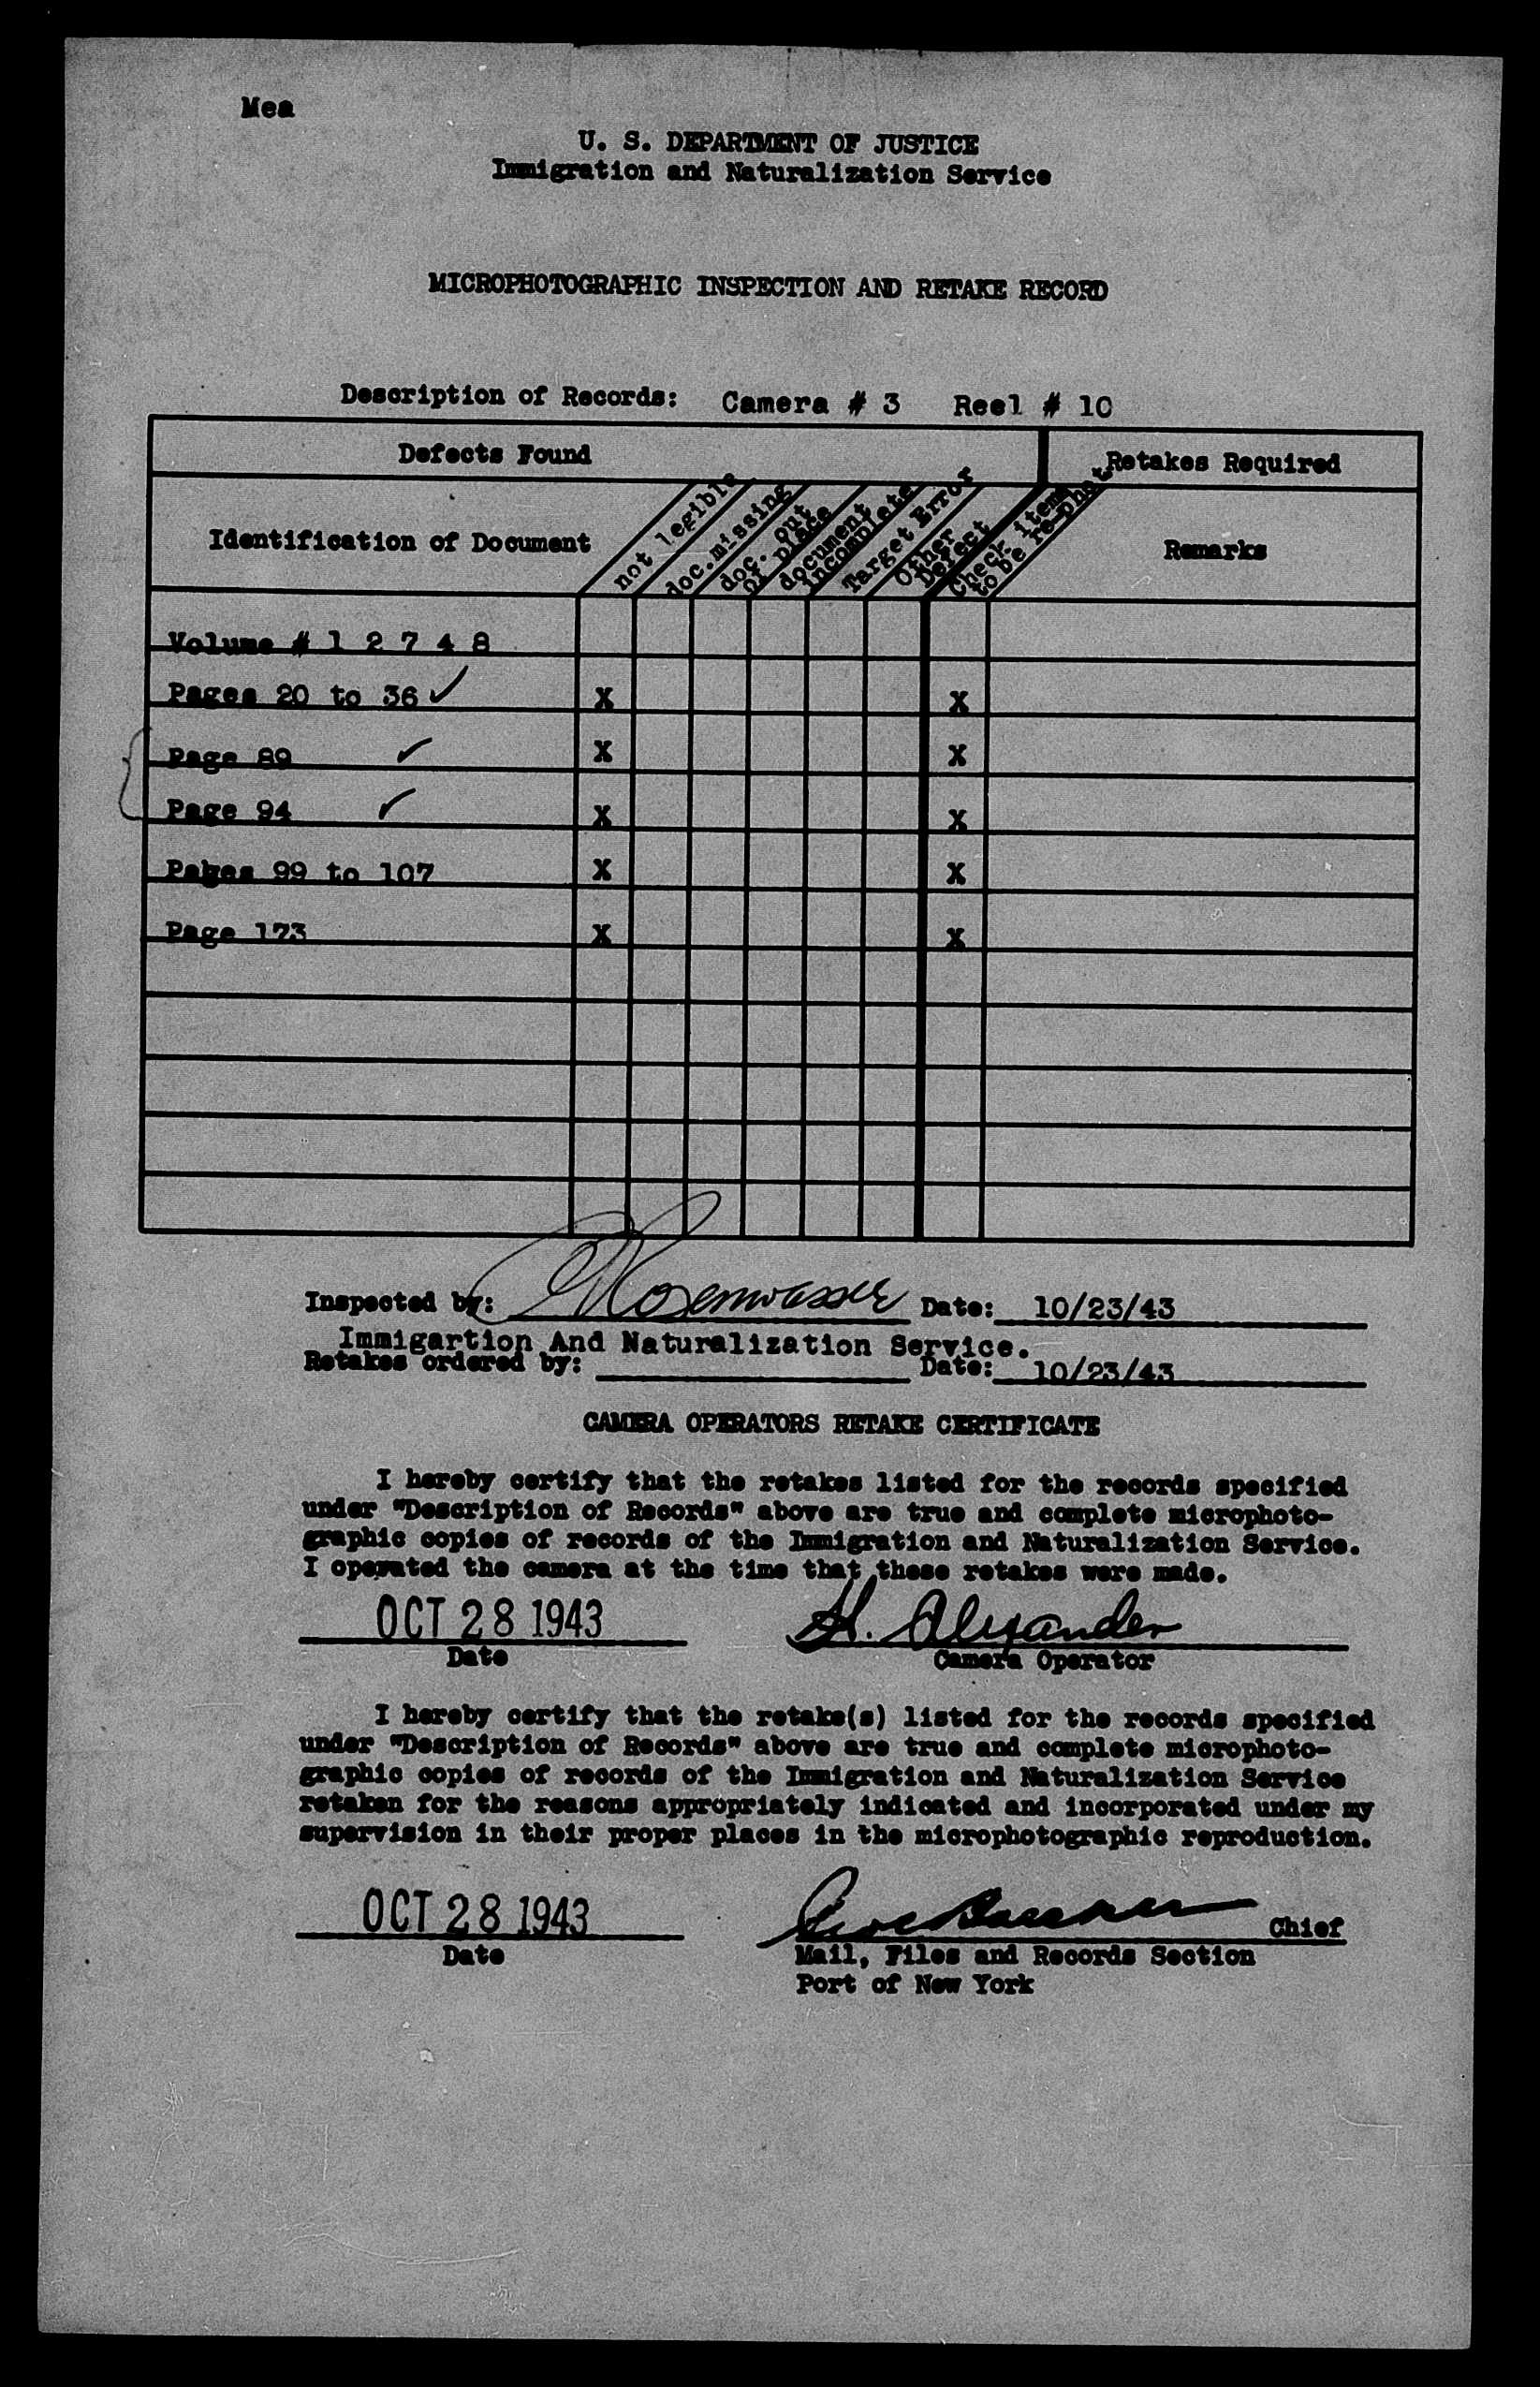 Mea
U. S. DEPARTMENT OF JUSTICE
Immigration and Naturalization Service
MICROPHOTOGRAPHIC INSPECTION AND RETAKE RECORD
Description of Records: Camera # 3 Reel # 10
Defects Found Retakes Required
Identification of Document
not legible
doc. missing
doc. out
of place
document
incomplete
Target Error
Other
Defect
Check items
to be re-phot
Remarks
Volume # 1 2 7 4 8
Pages 20 to 36 ✓ X X
Page 89 ✓ X X
Page 94 ✓ X X
Pages 99 to 107 X X
Page 173 X X
Inspected by: Rosenwasser Date: 10/23/43
Immigartion And Naturalization Service.
Retakes ordered by: Date: 10/23/43
CAMERA OPERATORS RETAKE CERTIFICATE
I hereby certify that the retakes listed for the records specified
under "Description of Records" above are true and complete microphoto-
graphic copies of records of the Immigration and Naturalization Service.
I operated the camera at the time that these retakes were made.
OCT 28 1943 H. Alexander
Date Camera Operator
I hereby certify that the retake(s) listed for the records specified
under "Description of Records" above are true and complete microphoto-
graphic copies of records of the Immigration and Naturalization Service
retaken for the reasons appropriately indicated and incorporated under my
supervision in their proper places in the microphotographic reproduction.
OCT 28 1943 Chief
Date Mail, Files and Records Section
Port of New York